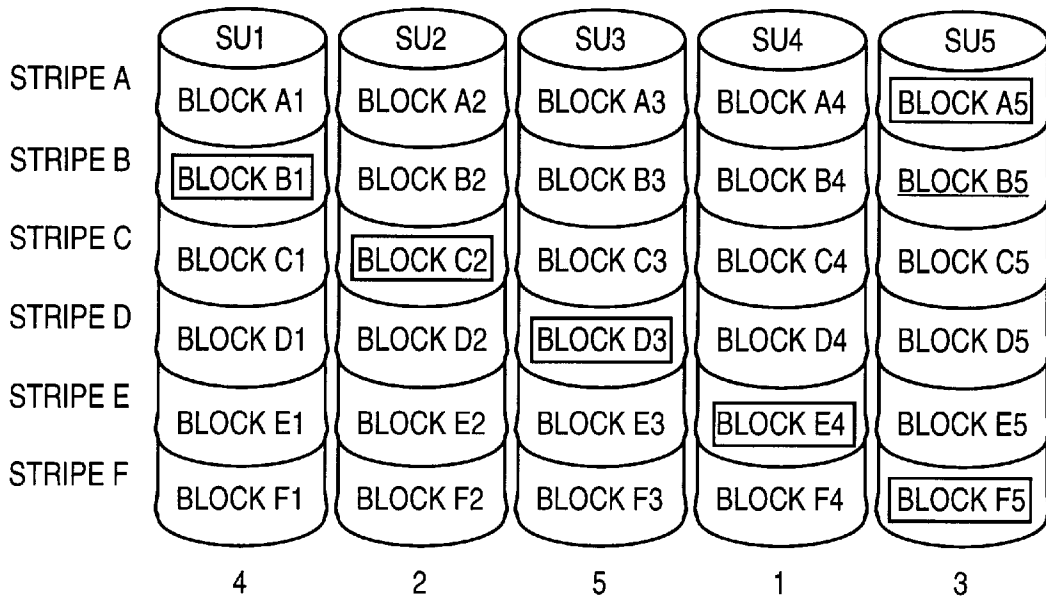 SU1 SU2 SU3 SU4 SU5
STRIPE A BLOCK A1 BLOCK A2 BLOCK A3 BLOCK A4 BLOCK A5
STRIPE B BLOCK B1 BLOCK B2 BLOCK B3 BLOCK B4 BLOCK B5
STRIPE C BLOCK C1 BLOCK C2 BLOCK C3 BLOCK C4 BLOCK C5
STRIPE D BLOCK D1 BLOCK D2 BLOCK D3 BLOCK D4 BLOCK D5
STRIPE E BLOCK E1 BLOCK E2 BLOCK E3 BLOCK E4 BLOCK E5
STRIPE F BLOCK F1 BLOCK F2 BLOCK F3 BLOCK F4 BLOCK F5
4 2 5 1 3